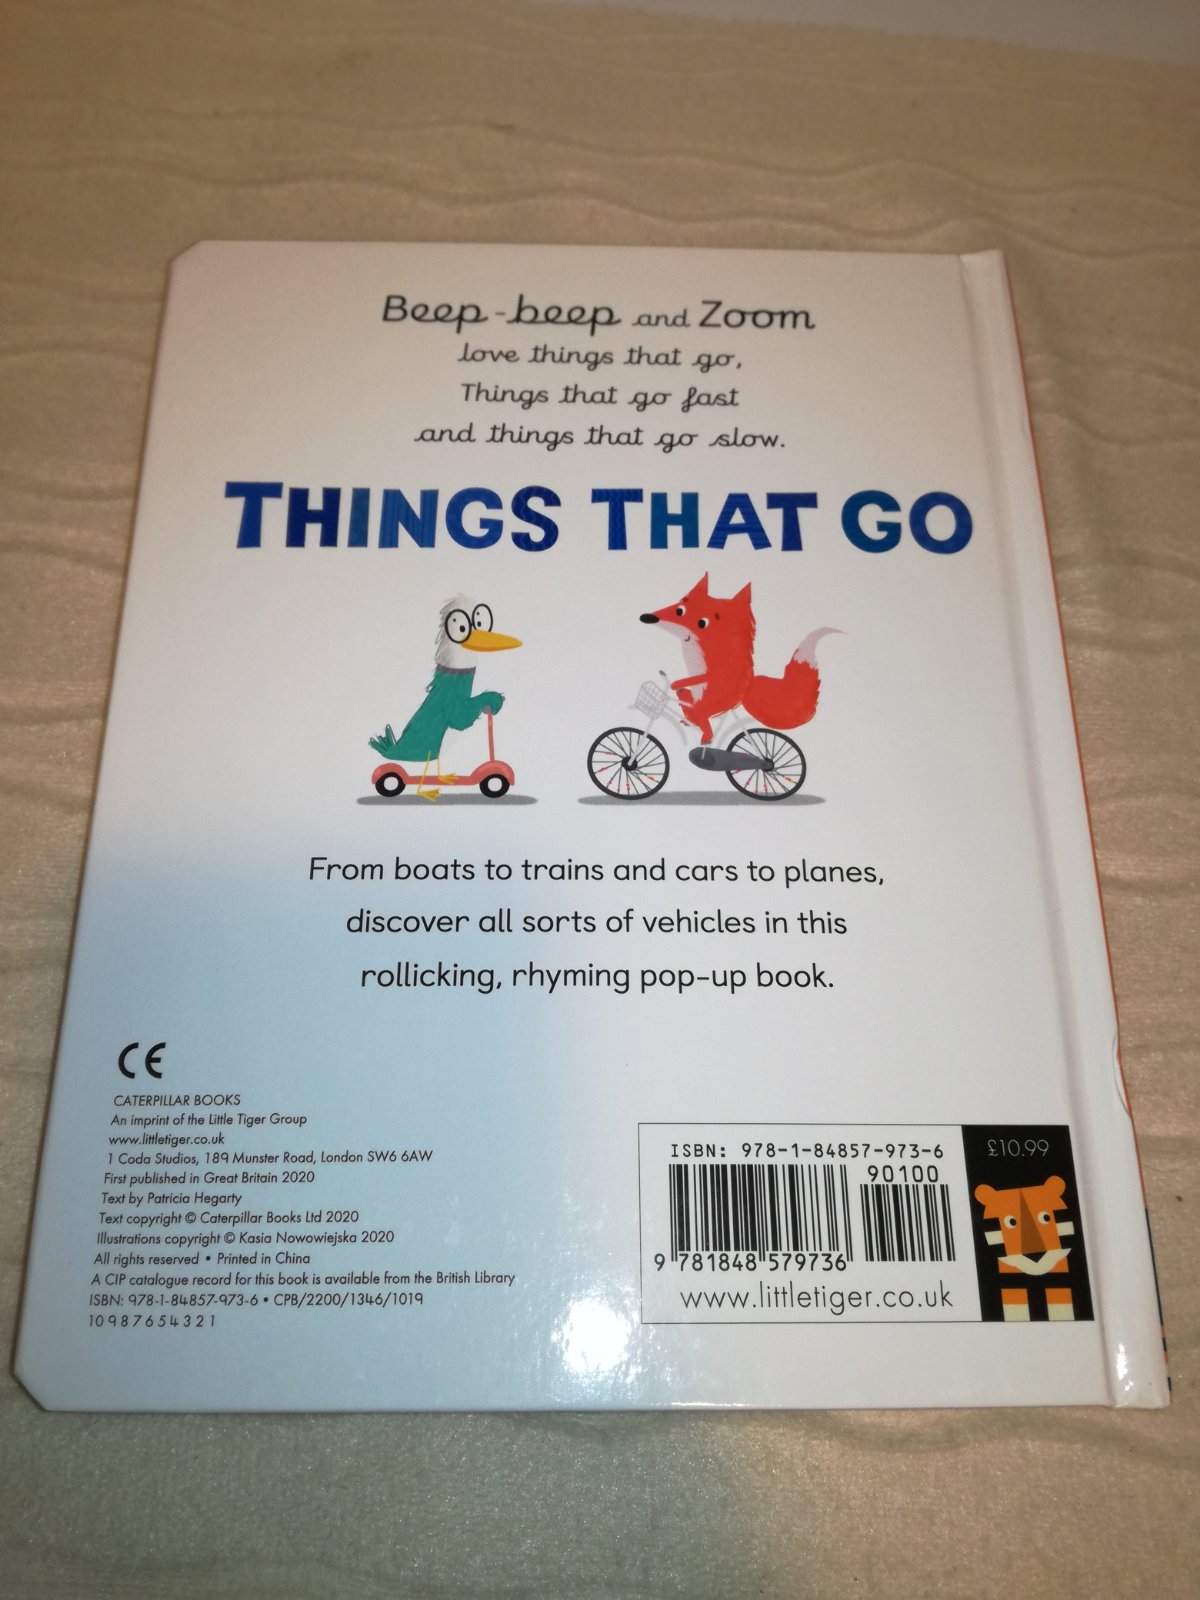 Beep-beep and Zoom
love things that go,
Things that go fast
and things that go slow.
THINGS THAT GO
From boats to trains and cars to planes,
discover all sorts of vehicles in this
rollicking, rhyming pop-up book.
CE
CATERPILLAR BOOKS
An imprint of the Little Tiger Group
www.littletiger.co.uk
1 Coda Studios, 189 Munster Road, London SW6 6AW
First published in Great Britain 2020
Text by Patricia Hegarty
Text copyright © Caterpillar Books Ltd 2020
Illustrations copyright © Kasia Nowowiejska 2020
All rights reserved • Printed in China
A CIP catalogue record for this book is available from the British Library
ISBN: 978-1-84857-973-6 • CPB/2200/1346/1019
10 9 8 7 6 5 4 3 2 1
ISBN: 978-1-84857-973-6
90100
9 781848 579736
www.littletiger.co.uk
£10.99